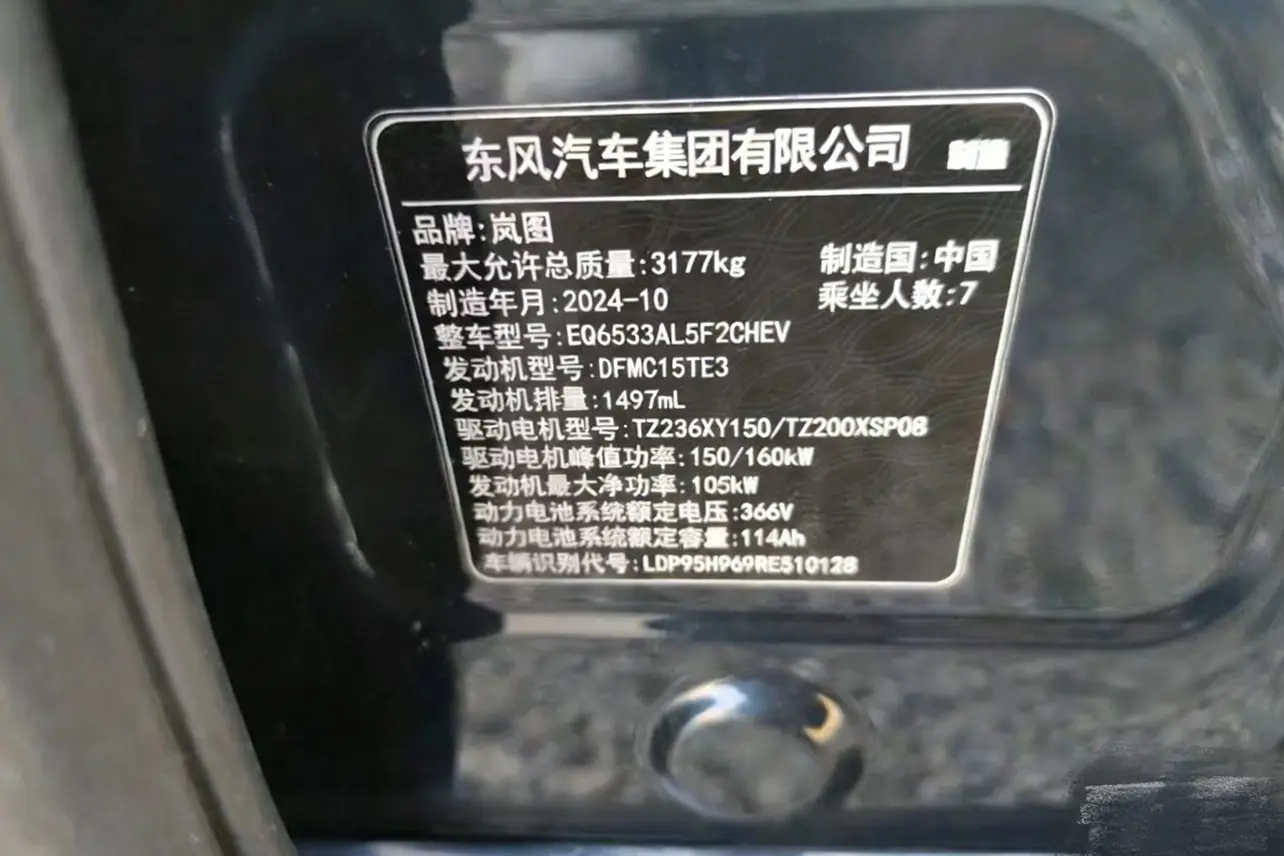 东风汽车集团有限公司 制造
品牌:岚图
最大允许总质量:3177kg 制造国:中国
制造年月:2024-10 乘坐人数:7
整车型号:EQ6533AL5F2CHEV
发动机型号:DFMC15TE3
发动机排量:1497mL
驱动电机型号:TZ236XY150/TZ200XSP08
驱动电机峰值功率:150/160kW
发动机最大净功率:105kW
动力电池系统额定电压:366V
动力电池系统额定容量:114Ah
车辆识别代号:LDP95H969RE510128